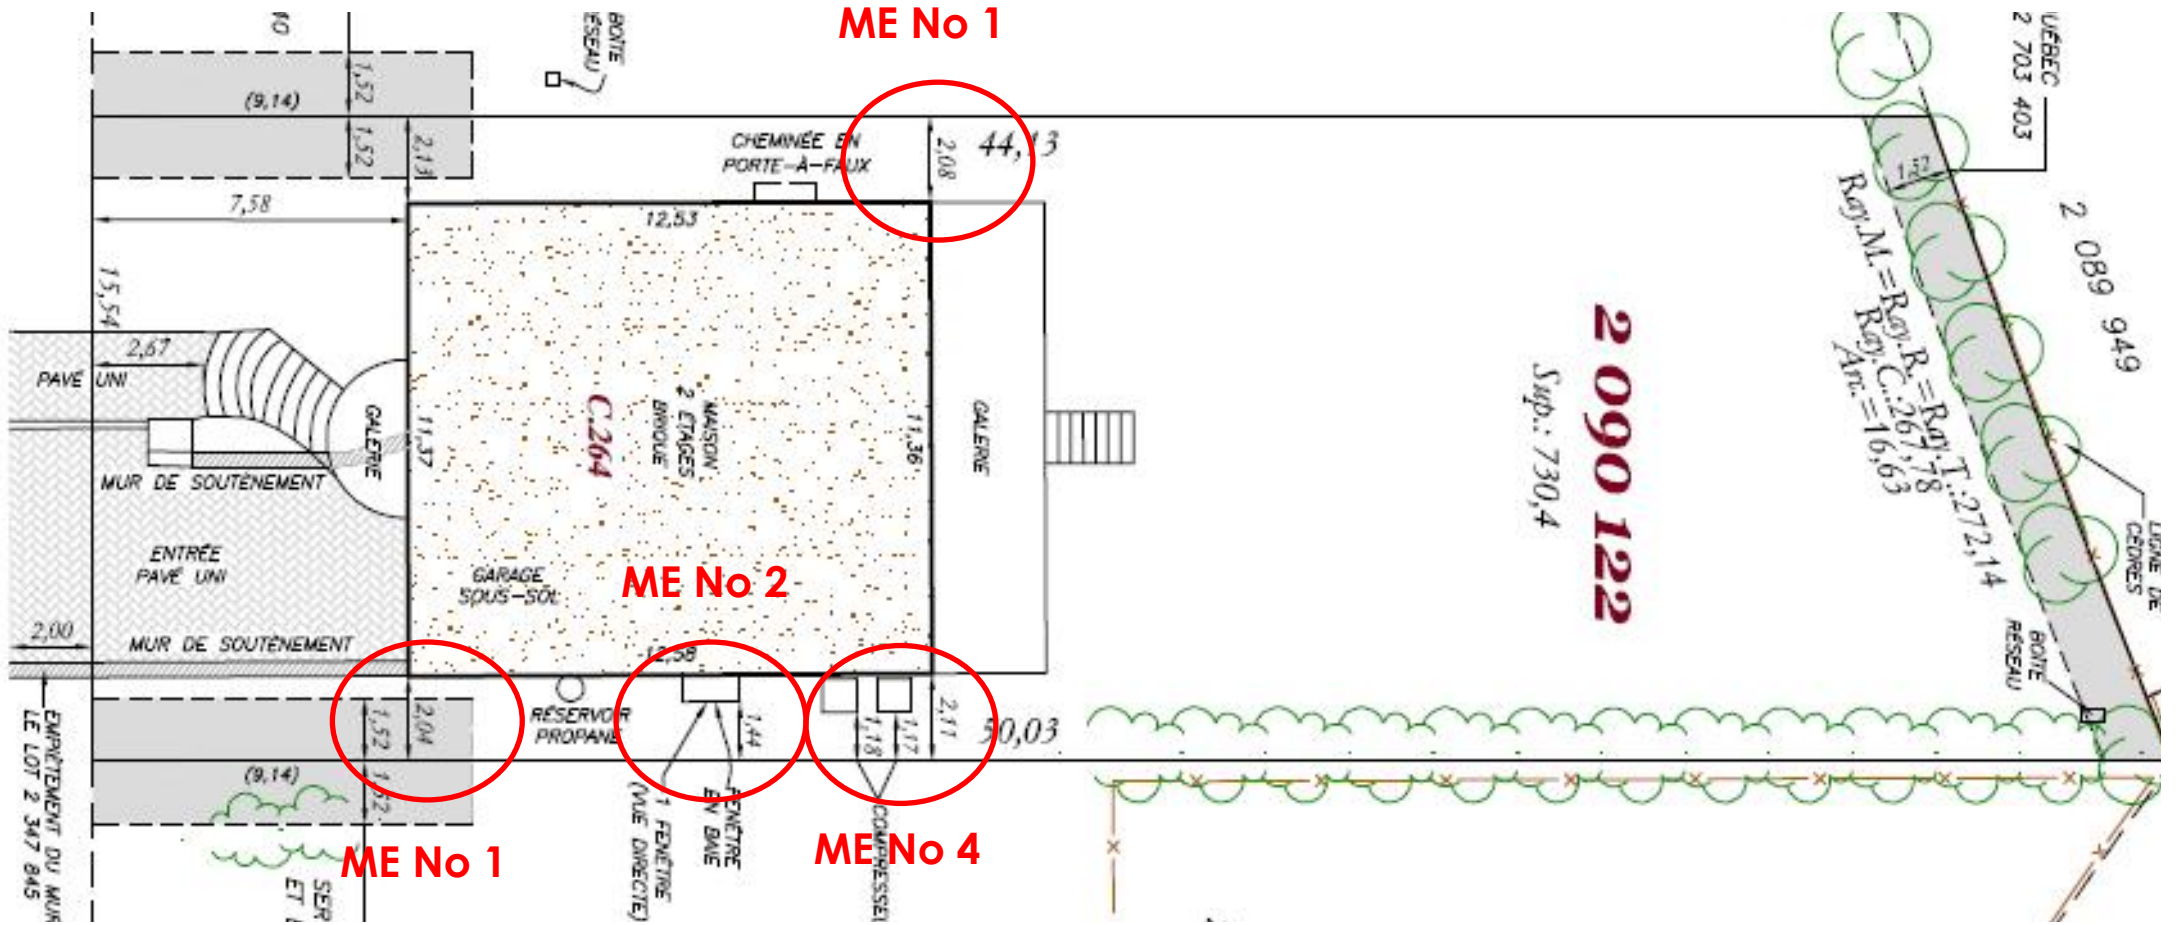 ME No 1
BOÎTE
RÉSEAU
(9,14)
1,52
1,52
2,13
7,58
CHEMINÉE EN
PORTE-À-FAUX
2,08
44,13
12,53
15,54
2,67
PAVÉ UNI
GALERIE
MUR DE SOUTÈNEMENT
ENTRÉE
PAVÉ UNI
2,00
MUR DE SOUTÈNEMENT
11,37
C.264
MAISON
2 ÉTAGES
BRIQUE
11,36
GALERIE
GARAGE
SOUS-SOL
ME No 2
12,58
RÉSERVOIR
PROPANE
1,52
2,04
1,44
1,18
1,17
2,11
50,03
(9,14)
1,52
ME No 1
1 FENÊTRE
(VUE DIRECTE)
FENÊTRE
EN BAIE
ME No 4
EMPIÈTEMENT DU MUR
LE LOT 2 347 845
SER
ET
2 090 122
Sup.: 730,4
UÉBEC
2 703 403
1,52
2 089 949
Ray.M.=Ray.R.=Ray.T.:272,14
Ray.C.:267,78
Arc.=16,63
LIGNE DE
CÈDRES
BOÎTE
RÉSEAU